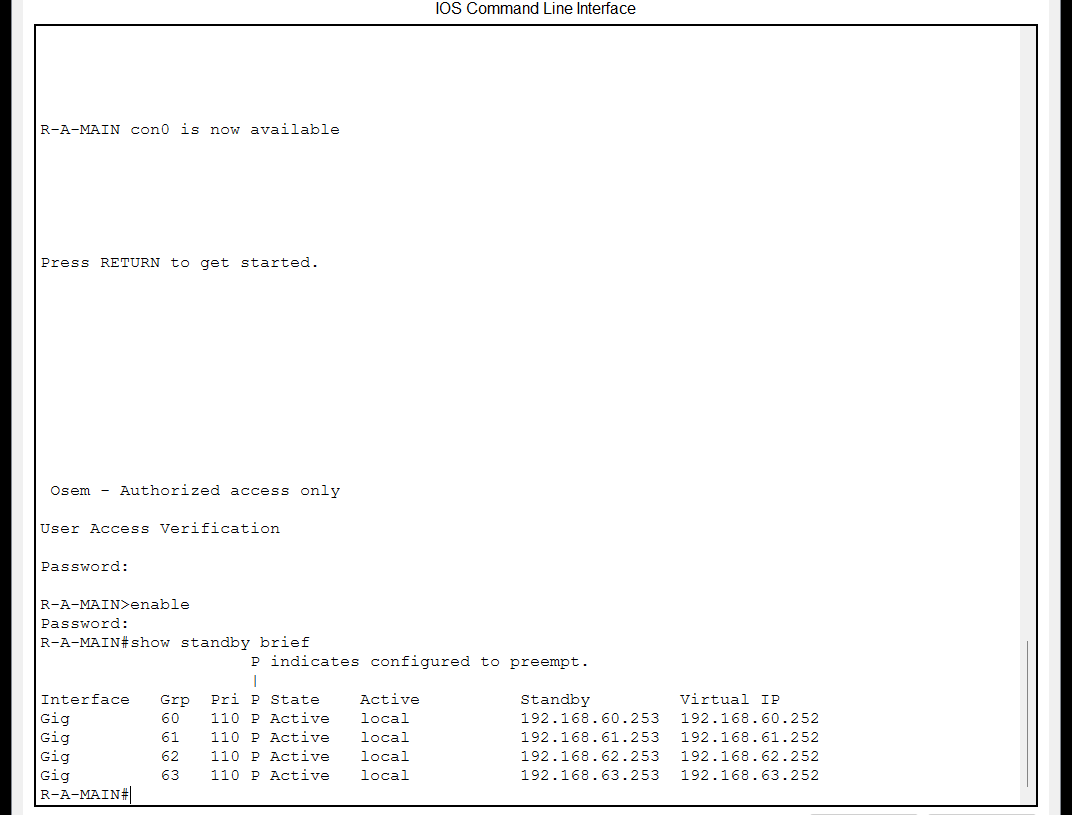 IOS Command Line Interface
R-A-MAIN con0 is now available
Press RETURN to get started.
Osem - Authorized access only
User Access Verification
Password:
R-A-MAIN>enable
Password:
R-A-MAIN#show standby brief
P indicates configured to preempt.
|
Interface Grp Pri P State Active Standby Virtual IP
Gig 60 110 P Active local 192.168.60.253 192.168.60.252
Gig 61 110 P Active local 192.168.61.253 192.168.61.252
Gig 62 110 P Active local 192.168.62.253 192.168.62.252
Gig 63 110 P Active local 192.168.63.253 192.168.63.252
R-A-MAIN#